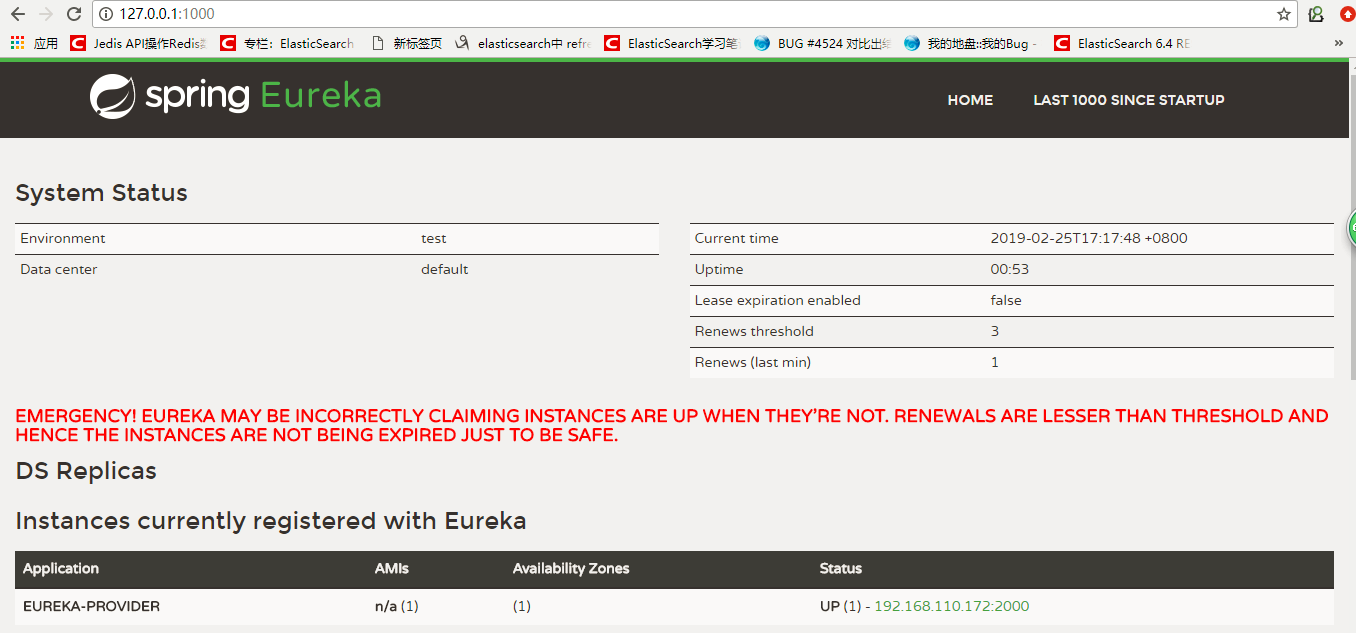 127.0.0.1:1000
应用 Jedis API操作Redis 专栏：ElasticSearch 新标签页 elasticsearch中 refre ElasticSearch学习笔 BUG #4524 对比出 我的地盘::我的Bug - ElasticSearch 6.4 RE »
spring Eureka HOME LAST 1000 SINCE STARTUP
System Status
Environment test Current time 2019-02-25T17:17:48 +0800
Data center default Uptime 00:53
Lease expiration enabled false
Renews threshold 3
Renews (last min) 1
EMERGENCY! EUREKA MAY BE INCORRECTLY CLAIMING INSTANCES ARE UP WHEN THEY'RE NOT. RENEWALS ARE LESSER THAN THRESHOLD AND
HENCE THE INSTANCES ARE NOT BEING EXPIRED JUST TO BE SAFE.
DS Replicas
Instances currently registered with Eureka
Application AMIs Availability Zones Status
EUREKA-PROVIDER n/a (1) (1) UP (1) - 192.168.110.172:2000